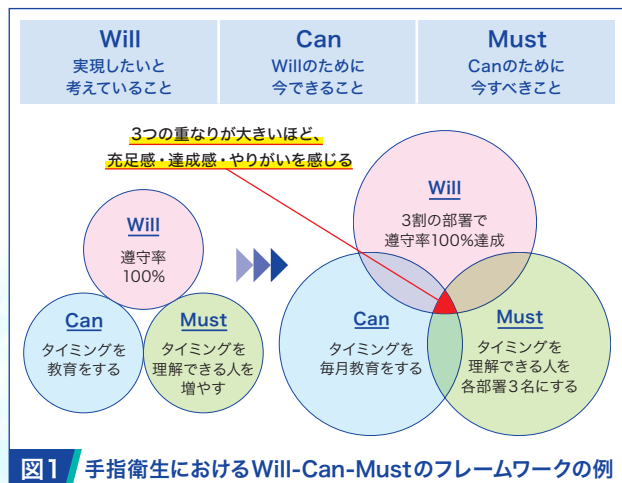 Will
実現したいと
考えていること
Can
Willのために
今できること
Must
Canのために
今すべきこと
3つの重なりが大きいほど、
充足感・達成感・やりがいを感じる
Will
遵守率
100%
Can
タイミングを
教育をする
Must
タイミングを
理解できる人を
増やす
Will
3割の部署で
遵守率100%達成
Can
タイミングを
毎月教育をする
Must
タイミングを
理解できる人を
各部署3名にする
図1 手指衛生におけるWill-Can-Mustのフレームワークの例